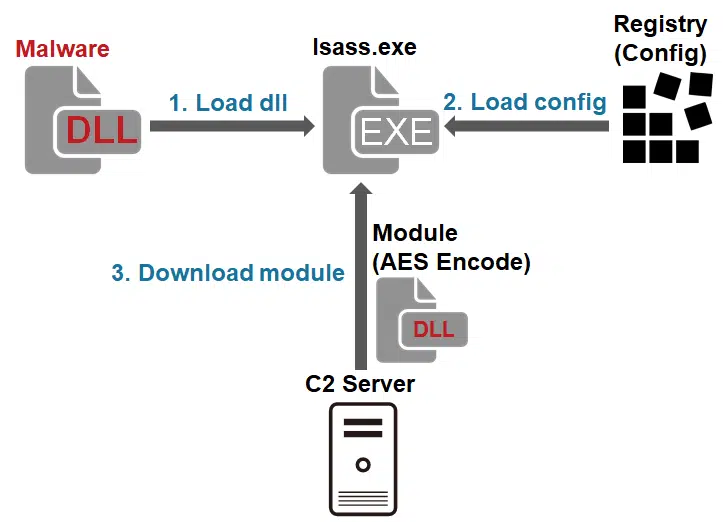 Malware
lsass.exe
Registry
(Config)
DLL
1. Load dll
EXE
2. Load config
3. Download module
Module
(AES Encode)
DLL
C2 Server